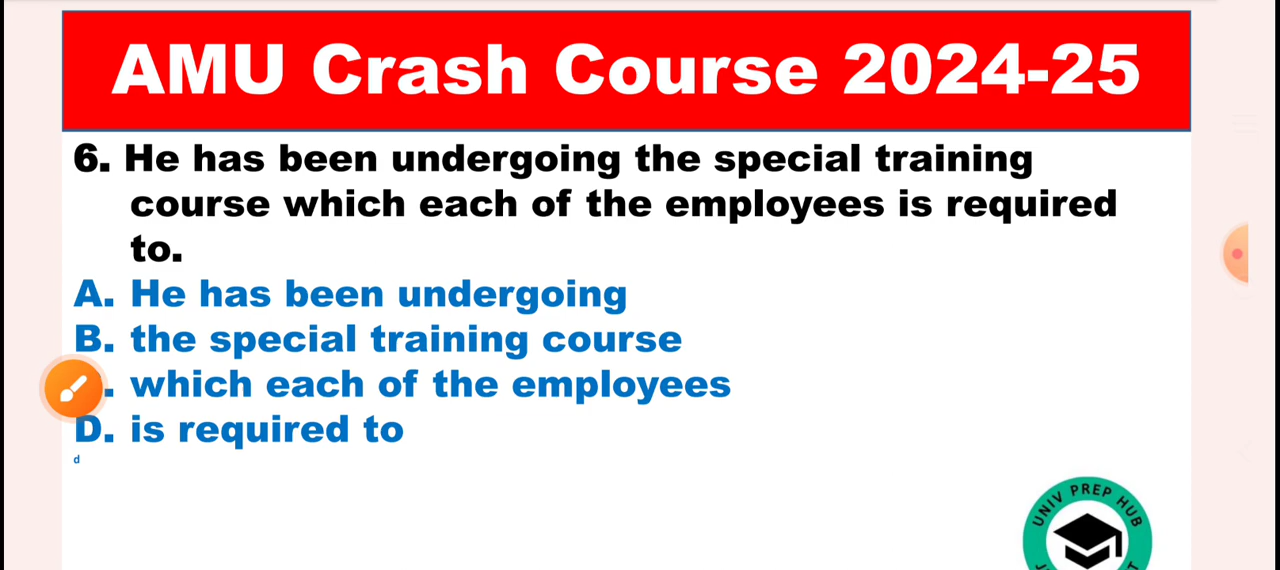 AMU Crash Course 2024-25
6. He has been undergoing the special training
course which each of the employees is required
to.
A. He has been undergoing
B. the special training course
. which each of the employees
D. is required to
d
UNIV PREP HUB